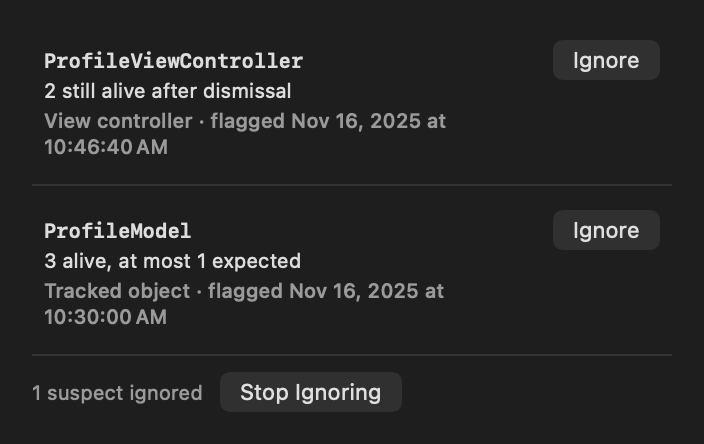 ProfileViewController
Ignore
2 still alive after dismissal
View controller · flagged Nov 16, 2025 at
10:46:40 AM
ProfileModel
Ignore
3 alive, at most 1 expected
Tracked object · flagged Nov 16, 2025 at
10:30:00 AM
1 suspect ignored
Stop Ignoring